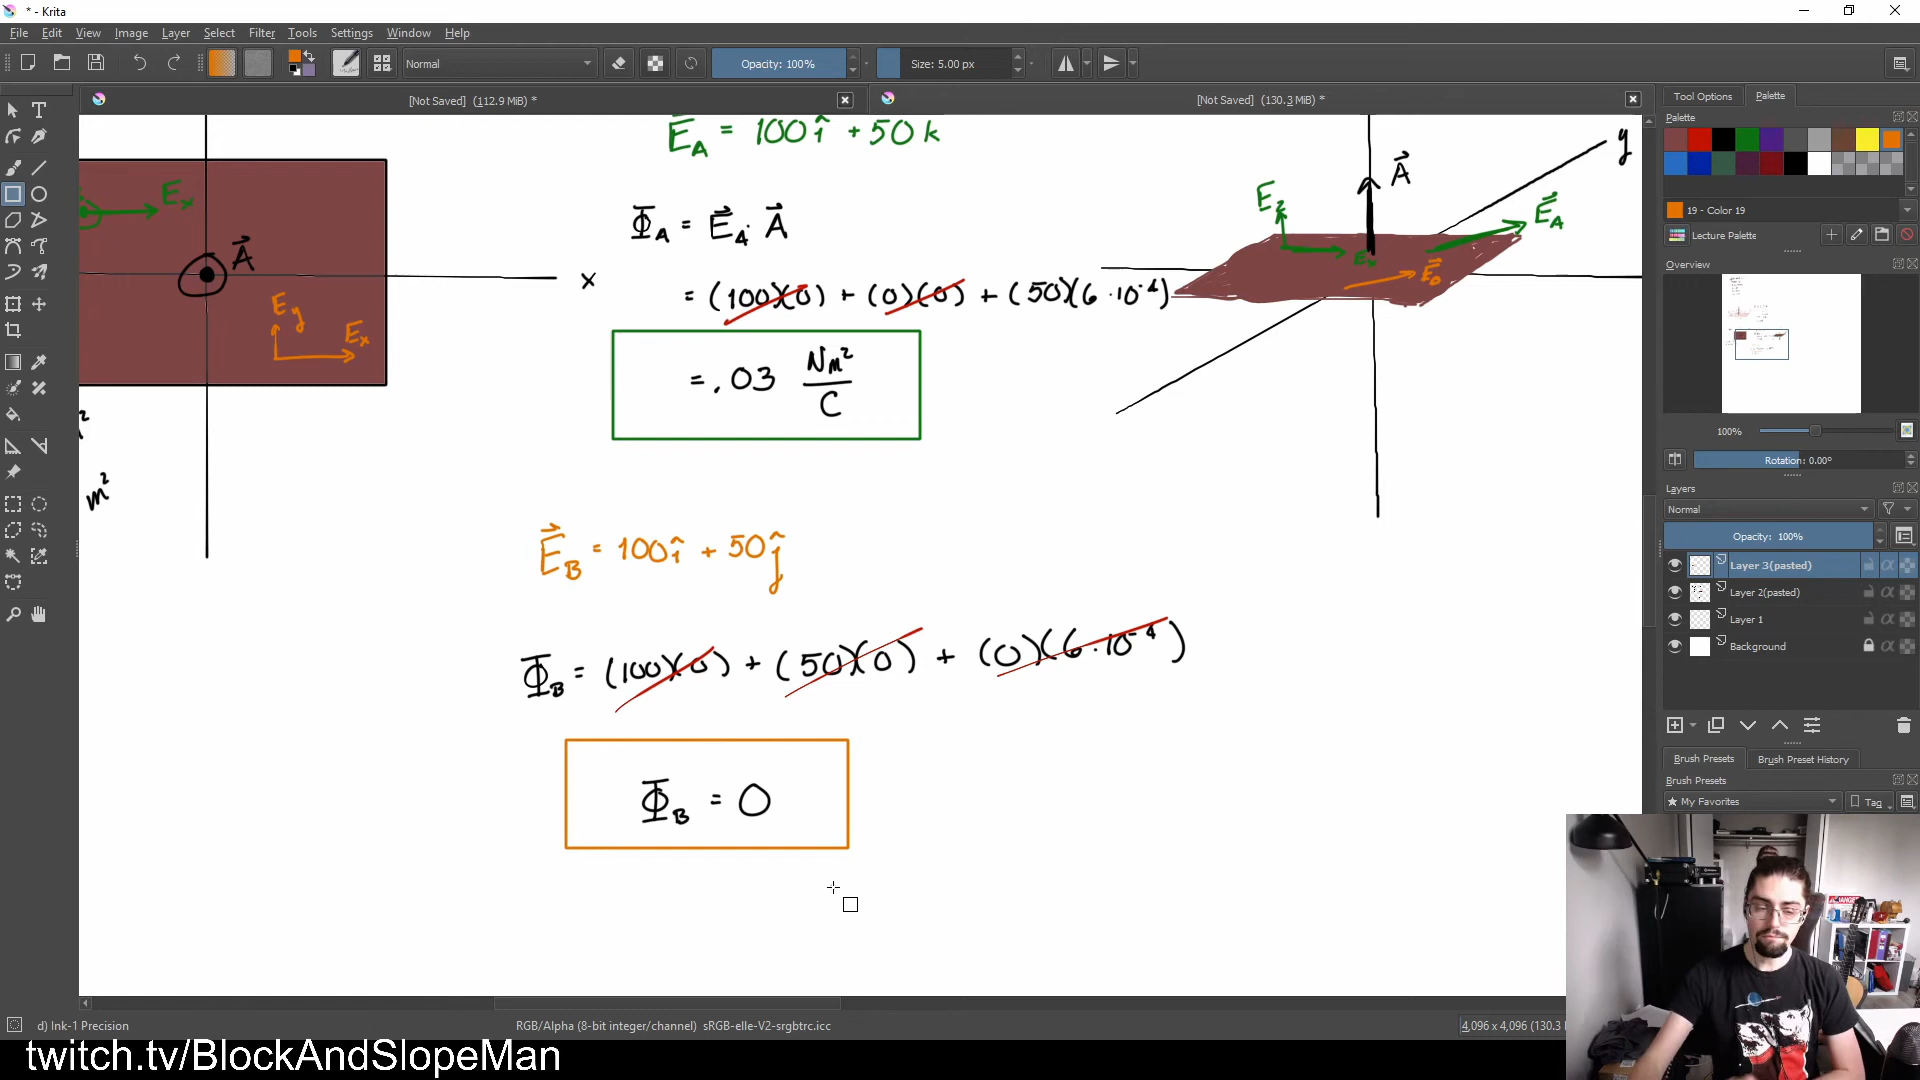 * - Krita
File Edit View Image Layer Select Filter Tools Settings Window Help
Normal
Opacity: 100%
Size: 5.00 px
[Not Saved] (112.9 MiB) *
[Not Saved] (130.3 MiB) *
Tool Options Palette
Palette
19 - Color 19
Lecture Palette
Overview
100%
Rotation: 0.00°
Layers
Normal
Opacity: 100%
Layer 3(pasted)
Layer 2(pasted)
Layer 1
Background
Brush Presets Brush Preset History
Brush Presets
★ My Favorites
Tag
E_x
A⃗
x
E_y
E_x
m²
E⃗_A = 100î + 50k
Φ_A = E⃗_A · A⃗
= (100)(0) + (0)(0) + (50)(6·10⁻⁴)
= .03 Nm²/C
E⃗_B = 100î + 50ĵ
Φ_B = (100)(0) + (50)(0) + (0)(6·10⁻⁴)
Φ_B = 0
y
A⃗
E_z
E⃗_A
E_x
d) Ink-1 Precision
RGB/Alpha (8-bit integer/channel) sRGB-elle-V2-srgbtrc.icc
4,096 x 4,096 (130.3
twitch.tv/BlockAndSlopeMan